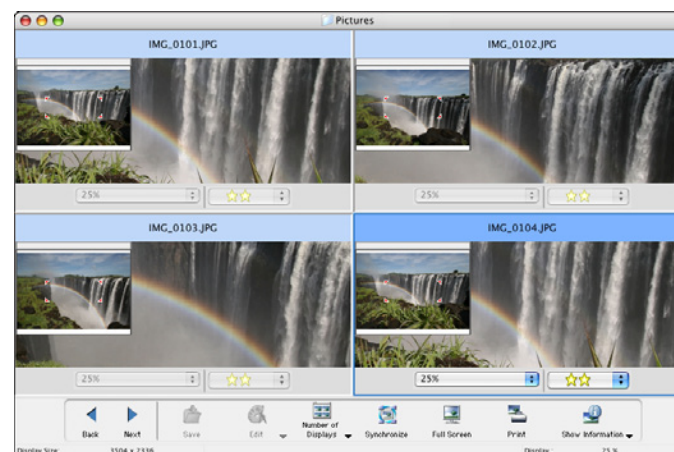 Pictures
IMG_0101.JPG
IMG_0102.JPG
25%
25%
IMG_0103.JPG
IMG_0104.JPG
25%
25%
Back
Next
Save
Edit
Number of
Displays
Synchronize
Full Screen
Print
Show Information
Display Size: 3504 x 2336
Display : 25 %